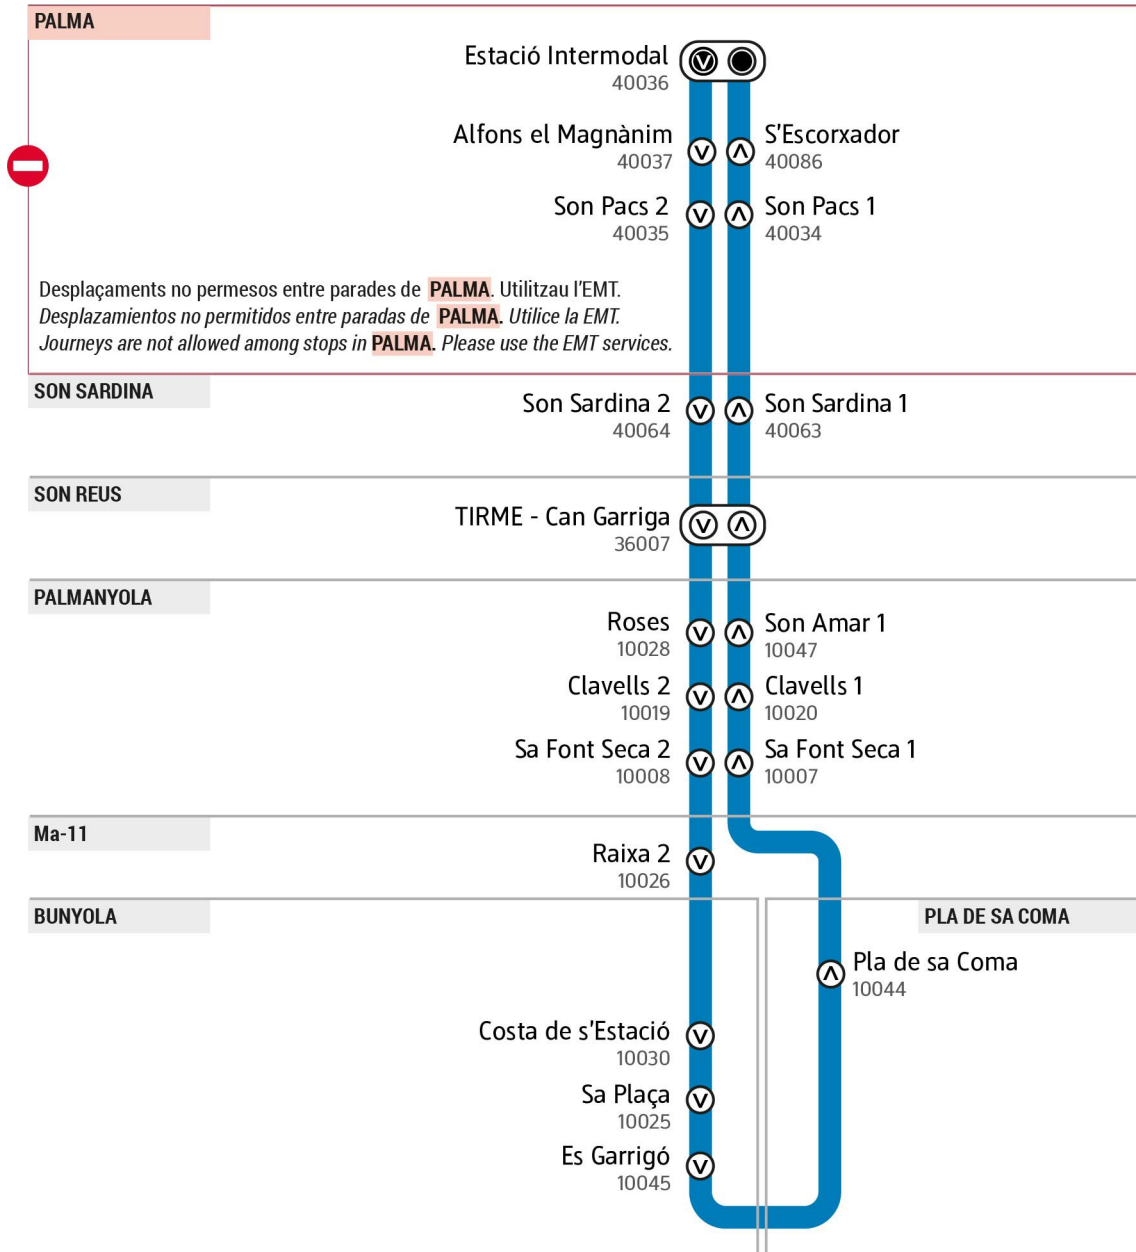 PALMA
Estació Intermodal
40036
Alfons el Magnànim
40037
S'Escorxador
40086
Son Pacs 2
40035
Son Pacs 1
40034
Desplaçaments no permesos entre parades de PALMA. Utilitzau l'EMT.
Desplazamientos no permitidos entre paradas de PALMA. Utilice la EMT.
Journeys are not allowed among stops in PALMA. Please use the EMT services.
SON SARDINA
Son Sardina 2
40064
Son Sardina 1
40063
SON REUS
TIRME - Can Garriga
36007
PALMANYOLA
Roses
10028
Son Amar 1
10047
Clavells 2
10019
Clavells 1
10020
Sa Font Seca 2
10008
Sa Font Seca 1
10007
Ma-11
Raixa 2
10026
BUNYOLA
PLA DE SA COMA
Pla de sa Coma
10044
Costa de s'Estació
10030
Sa Plaça
10025
Es Garrigó
10045